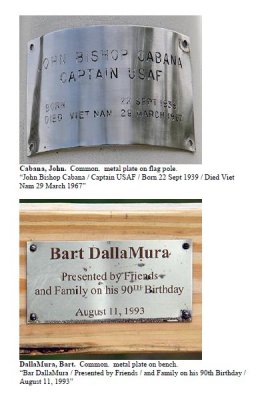 JOHN BISHOP CABANA
CAPTAIN USAF
BORN 22 SEPT 1939
DIED VIET NAM 29 MARCH 1967
Cabana, John. Common. metal plate on flag pole.
"John Bishop Cabana / Captain USAF / Born 22 Sept 1939 / Died Viet
Nam 29 March 1967"
Bart DallaMura
Presented by Friends
and Family on his 90TH Birthday
August 11, 1993
DallaMura, Bart. Common. metal plate on bench.
"Bar DallaMura / Presented by Friends / and Family on his 90th Birthday /
August 11, 1993"